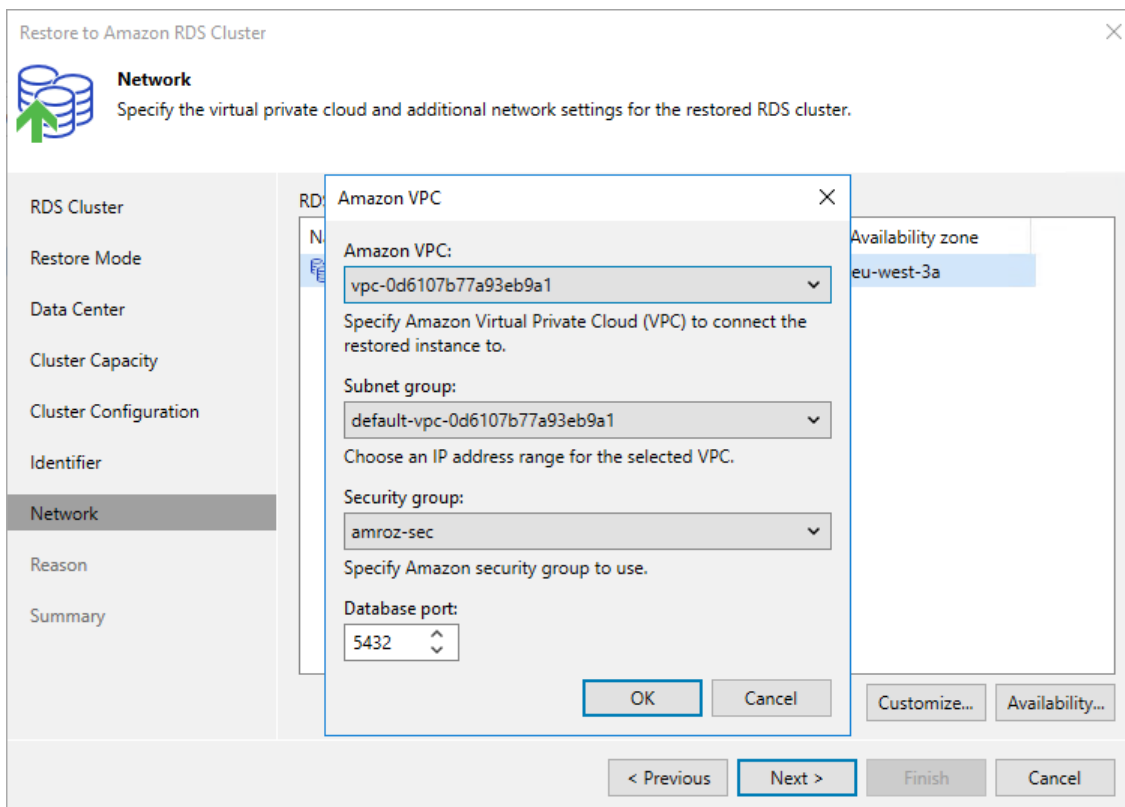 Restore to Amazon RDS Cluster
Network
Specify the virtual private cloud and additional network settings for the restored RDS cluster.
RDS Cluster
Restore Mode
Data Center
Cluster Capacity
Cluster Configuration
Identifier
Network
Reason
Summary
Availability zone
eu-west-3a
Amazon VPC
Amazon VPC:
vpc-0d6107b77a93eb9a1
Specify Amazon Virtual Private Cloud (VPC) to connect the
restored instance to.
Subnet group:
default-vpc-0d6107b77a93eb9a1
Choose an IP address range for the selected VPC.
Security group:
amroz-sec
Specify Amazon security group to use.
Database port:
5432
OK
Cancel
Customize...
Availability...
< Previous
Next >
Finish
Cancel